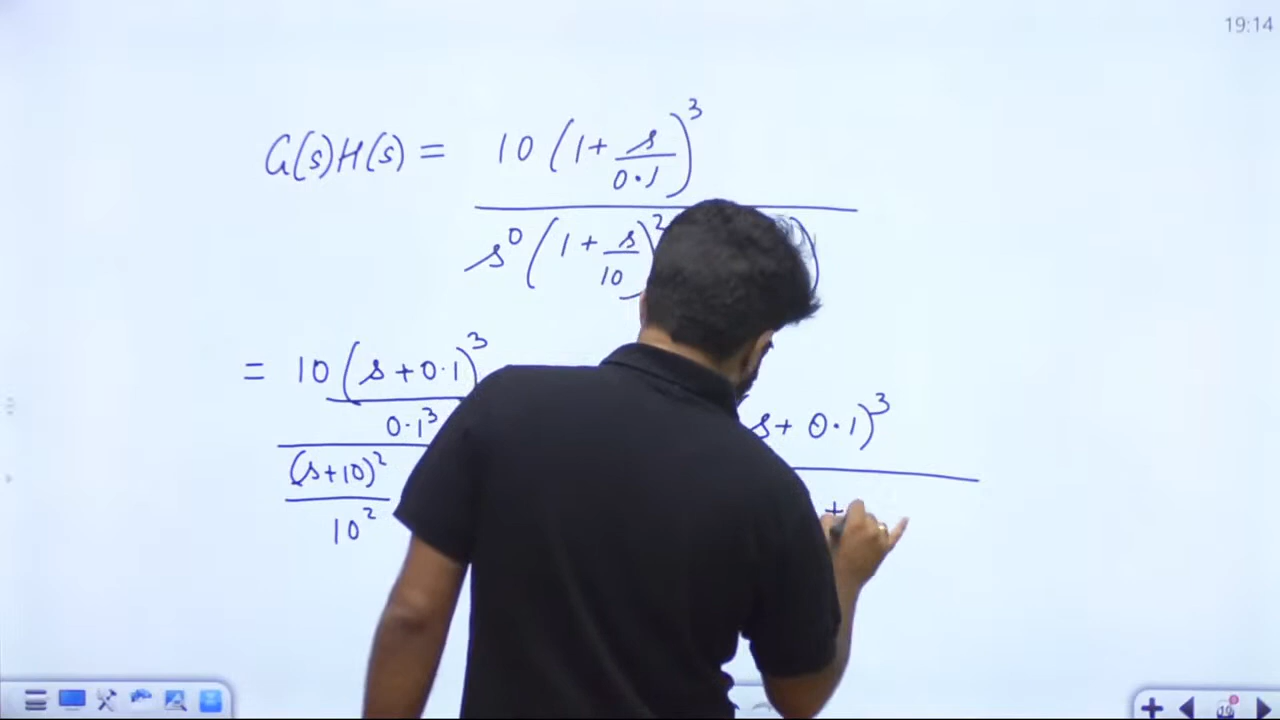 19:14
G(s)H(s) = 10 (1 + s/0.1)^3
s^0 (1 + s/10)^2 )
= 10 (s + 0.1)^3
0.1^3
s + 0.1)^3
(s+10)^2
10^2
+